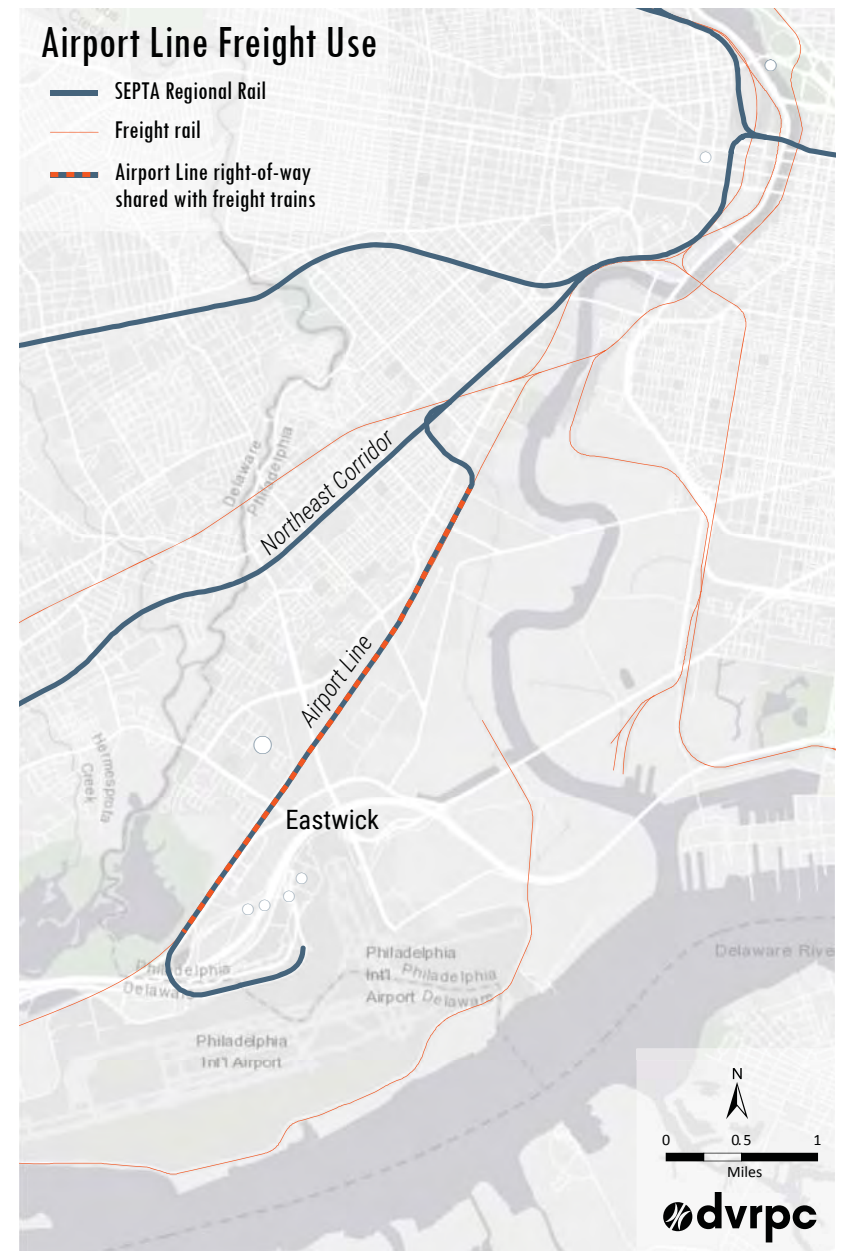 Airport Line Freight Use
SEPTA Regional Rail
Freight rail
Airport Line right-of-way
shared with freight trains
Delaware
Philadelphia
Northeast Corridor
Airport Line
Hermesprota
Creek
Eastwick
Philadelphia
Delaware
Philadelphia
Int'l
Airport
Philadelphia
Delaware
Delaware Rive
Philadelphia
Int'l Airport
N
0 0.5 1
Miles
dvrpc